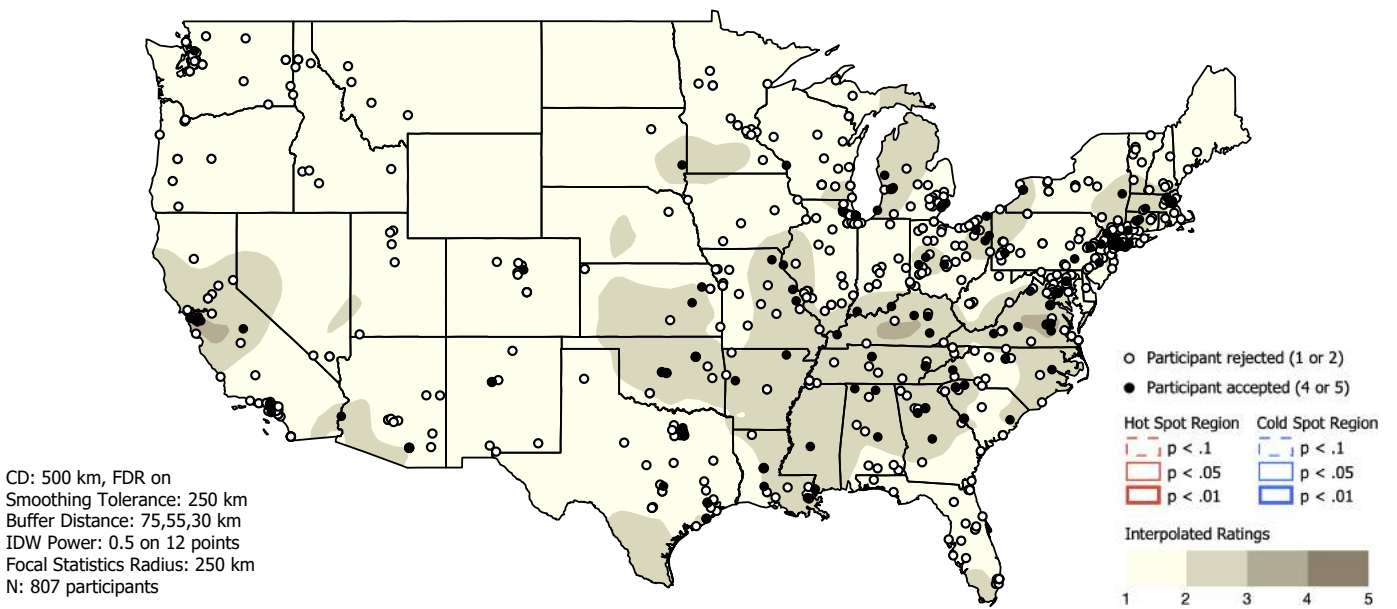 CD: 500 km, FDR on
Smoothing Tolerance: 250 km
Buffer Distance: 75,55,30 km
IDW Power: 0.5 on 12 points
Focal Statistics Radius: 250 km
N: 807 participants
Participant rejected (1 or 2)
Participant accepted (4 or 5)
Hot Spot Region Cold Spot Region
p < .1 p < .1
p < .05 p < .05
p < .01 p < .01
Interpolated Ratings
1 2 3 4 5